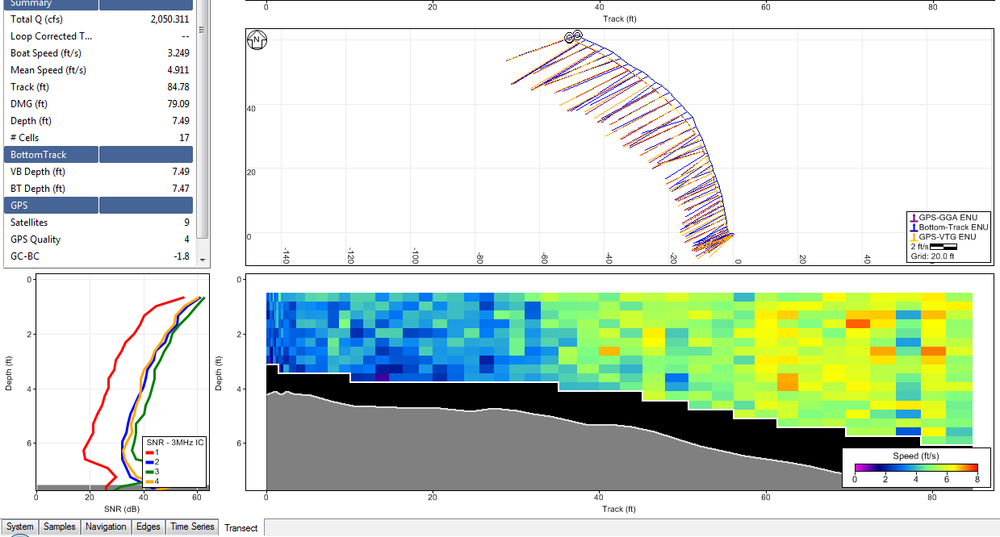 Summary
Total Q (cfs) 2,050.311
Loop Corrected T... --
Boat Speed (ft/s) 3.249
Mean Speed (ft/s) 4.911
Track (ft) 84.78
DMG (ft) 79.09
Depth (ft) 7.49
# Cells 17
BottomTrack
VB Depth (ft) 7.49
BT Depth (ft) 7.47
GPS
Satellites 9
GPS Quality 4
GC-BC -1.8
0 20 40 60 80
Track (ft)
N
40
20
0
-140 -120 -100 -80 -60 -40 -20 0 20 40
GPS-GGA ENU
Bottom-Track ENU
GPS-VTG ENU
2 ft/s
Grid: 20.0 ft
0
2
4
6
Depth (ft)
0 20 40 60
SNR (dB)
SNR - 3MHz IC
1
2
3
4
0
2
4
6
Depth (ft)
0 20 40 60 80
Track (ft)
Speed (ft/s)
0 2 4 6 8
System Samples Navigation Edges Time Series Transect